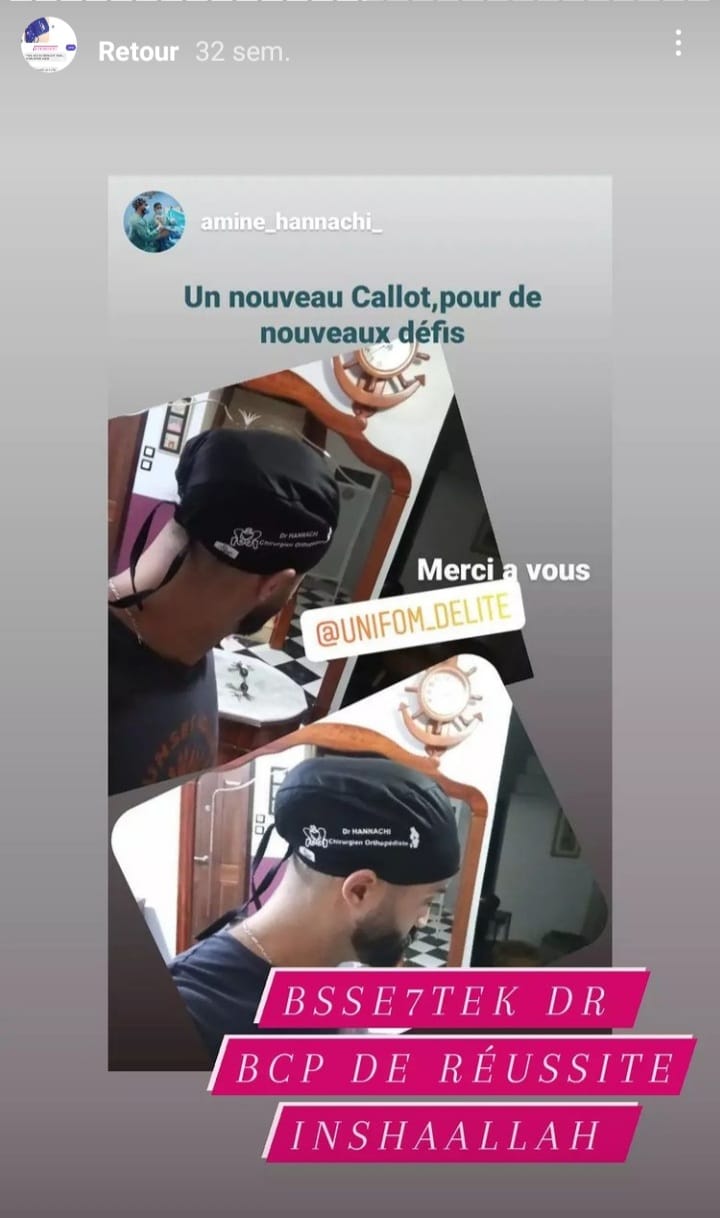 Retour 32 sem.
amine_hannachi_
Un nouveau Callot,pour de
nouveaux défis
Dr HANNACHI
Chirurgien Orthopédiste
Merci a vous
@UNIFOM_DELITE
Dr HANNACHI
Chirurgien Orthopédiste
BSSE7TEK DR
BCP DE RÉUSSITE
INSHAALLAH